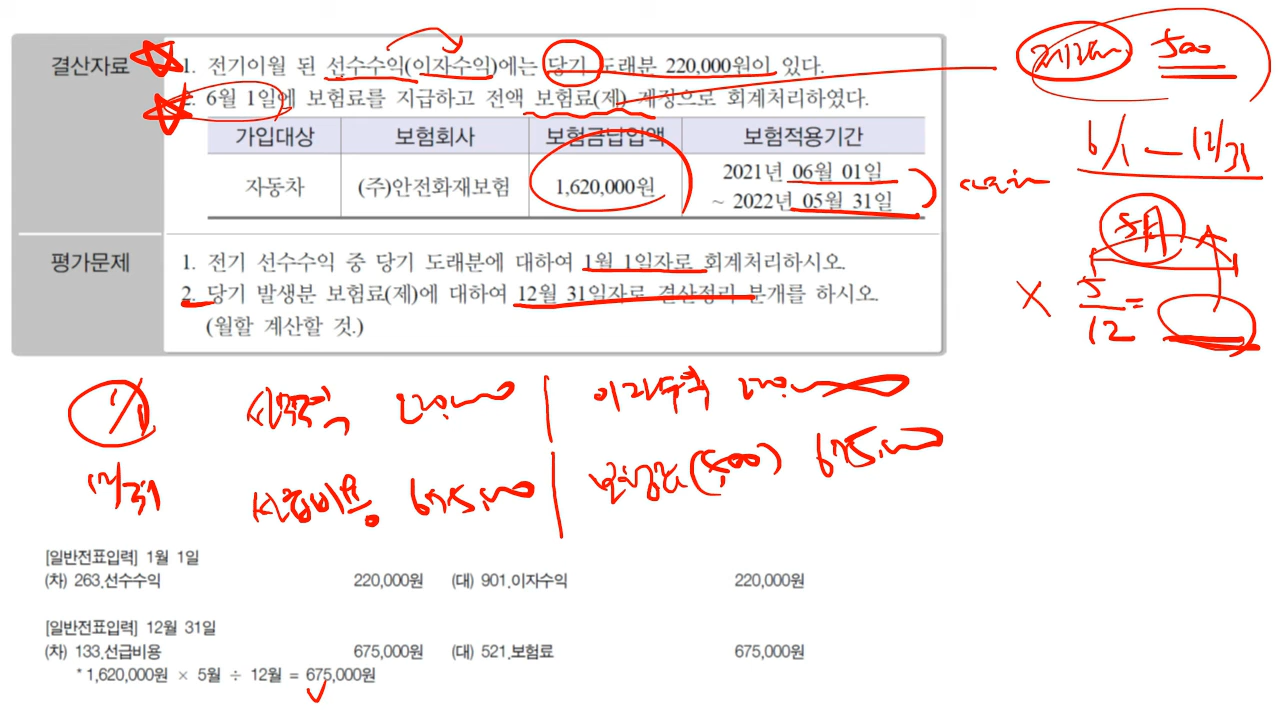 결산자료
1. 전기이월 된 선수수익(이자수익)에는 당기 도래분 220,000원이 있다.
2. 6월 1일에 보험료를 지급하고 전액 보험료(제) 계정으로 회계처리하였다.
가입대상 보험회사 보험금납입액 보험적용기간
자동차 (주)안전화재보험 1,620,000원 2021년 06월 01일
~ 2022년 05월 31일
평가문제
1. 전기 선수수익 중 당기 도래분에 대하여 1월 1일자로 회계처리하시오.
2. 당기 발생분 보험료(제)에 대하여 12월 31일자로 결산정리 분개를 하시오.
(월할 계산할 것.)
500
6/1 - 12/31
5月
× 5/12 =
1/1 이자수익
12/31 선급비용 675,000 보험료(500) 675,000
[일반전표입력] 1월 1일
(차) 263.선수수익 220,000원 (대) 901.이자수익 220,000원
[일반전표입력] 12월 31일
(차) 133.선급비용 675,000원 (대) 521.보험료 675,000원
* 1,620,000원 × 5월 ÷ 12월 = 675,000원